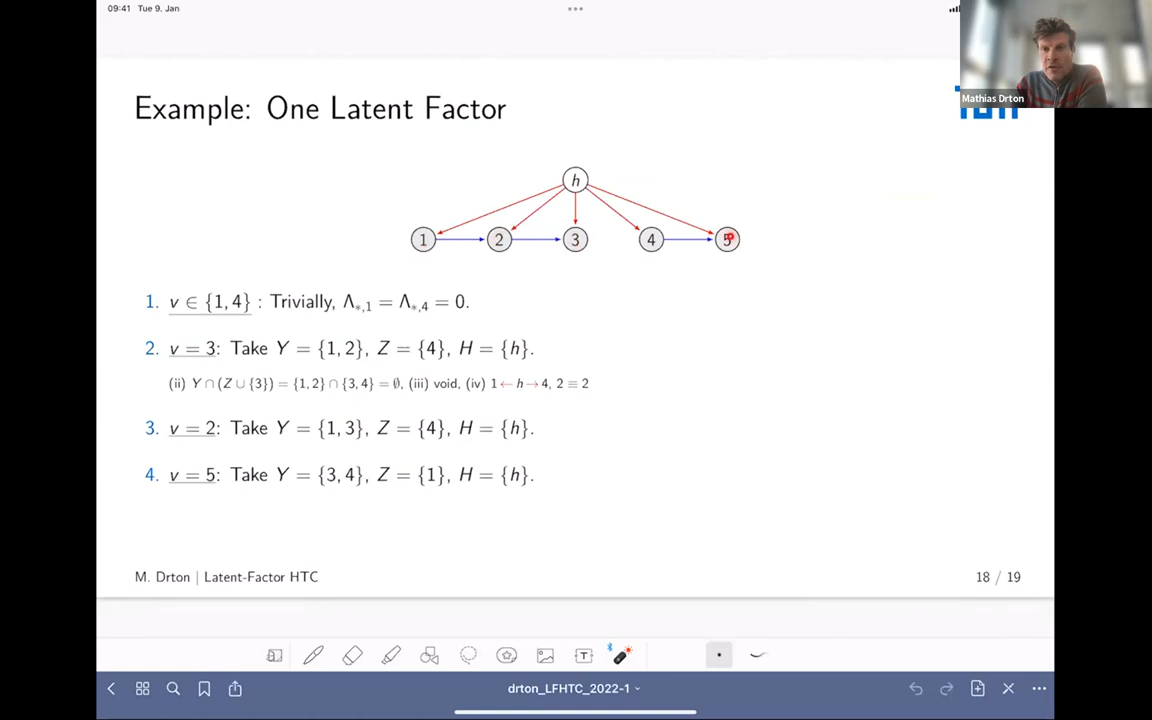 09:41 Tue 9. Jan
Mathias Drton
Example: One Latent Factor
h
1 2 3 4 5
1. v ∈ {1, 4} : Trivially, Λ∗,1 = Λ∗,4 = 0.
2. v = 3: Take Y = {1, 2}, Z = {4}, H = {h}.
(ii) Y ∩ (Z ∪ {3}) = {1, 2} ∩ {3, 4} = ∅, (iii) void, (iv) 1 ← h → 4, 2 ≡ 2
3. v = 2: Take Y = {1, 3}, Z = {4}, H = {h}.
4. v = 5: Take Y = {3, 4}, Z = {1}, H = {h}.
M. Drton | Latent-Factor HTC
18 / 19
T
drton_LFHTC_2022-1